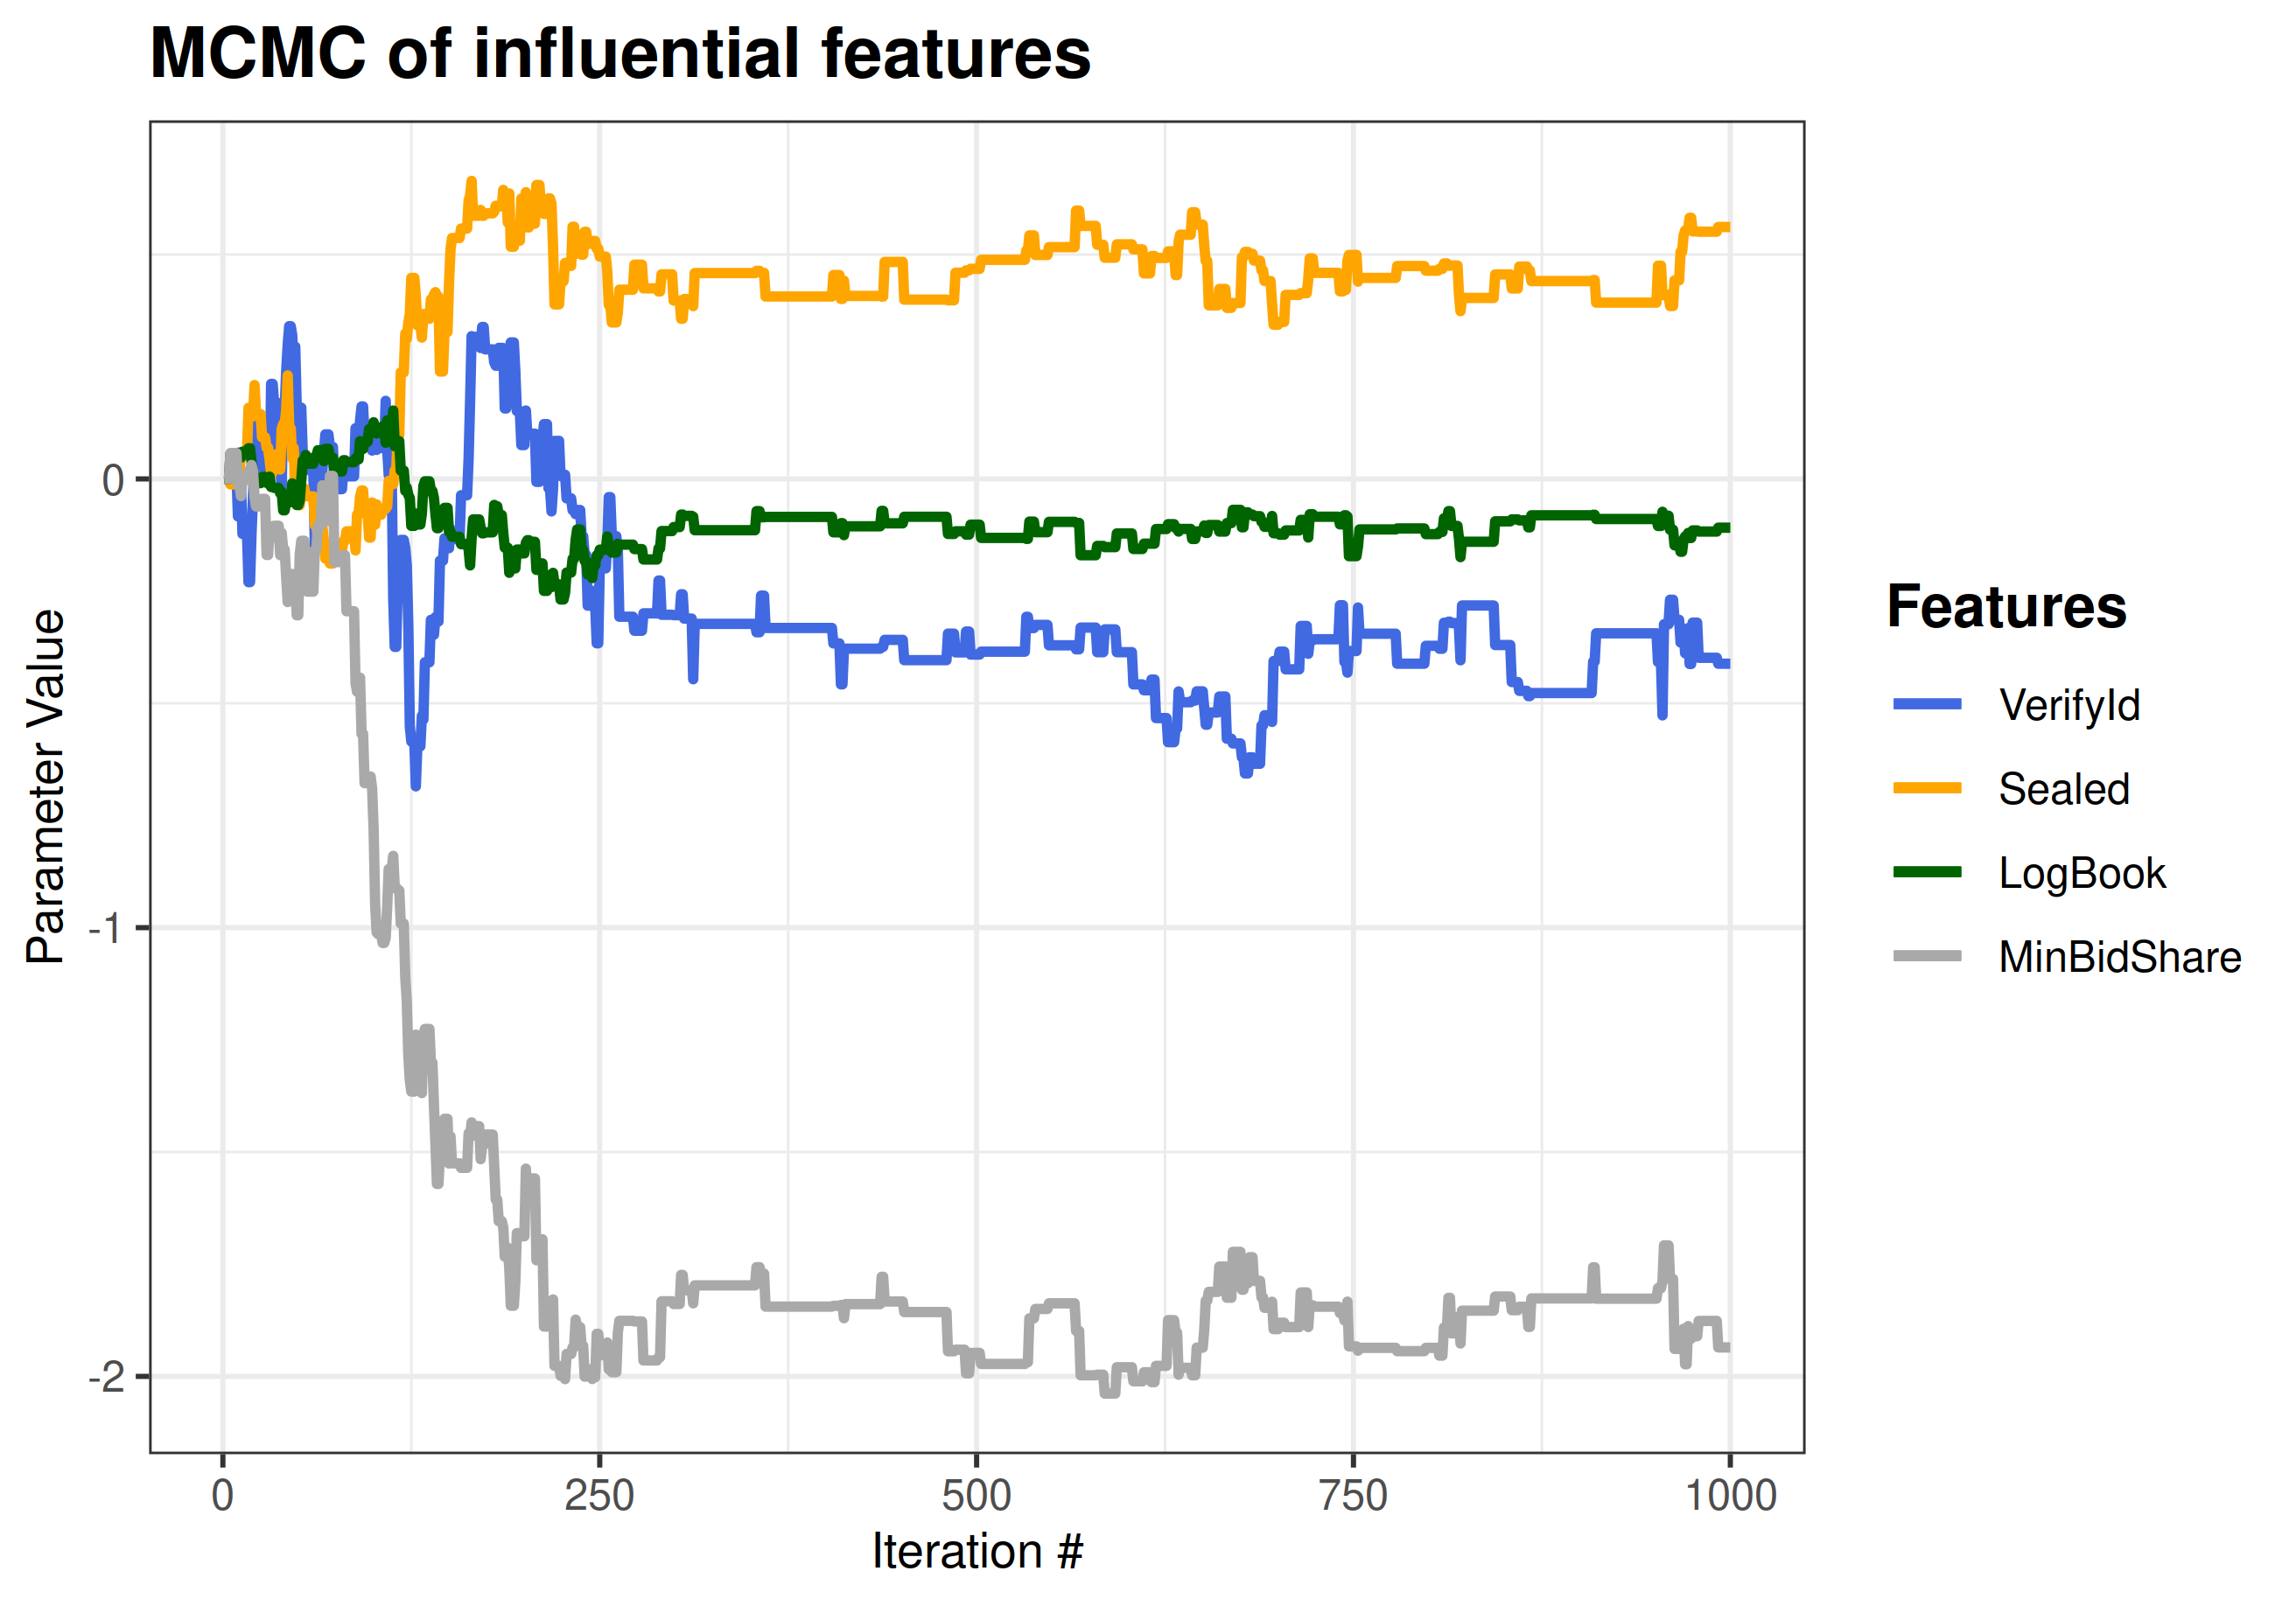 MCMC of influential features
Parameter Value
0
-1
-2
0
250
500
750
1000
Iteration #
Features
VerifyId
Sealed
LogBook
MinBidShare